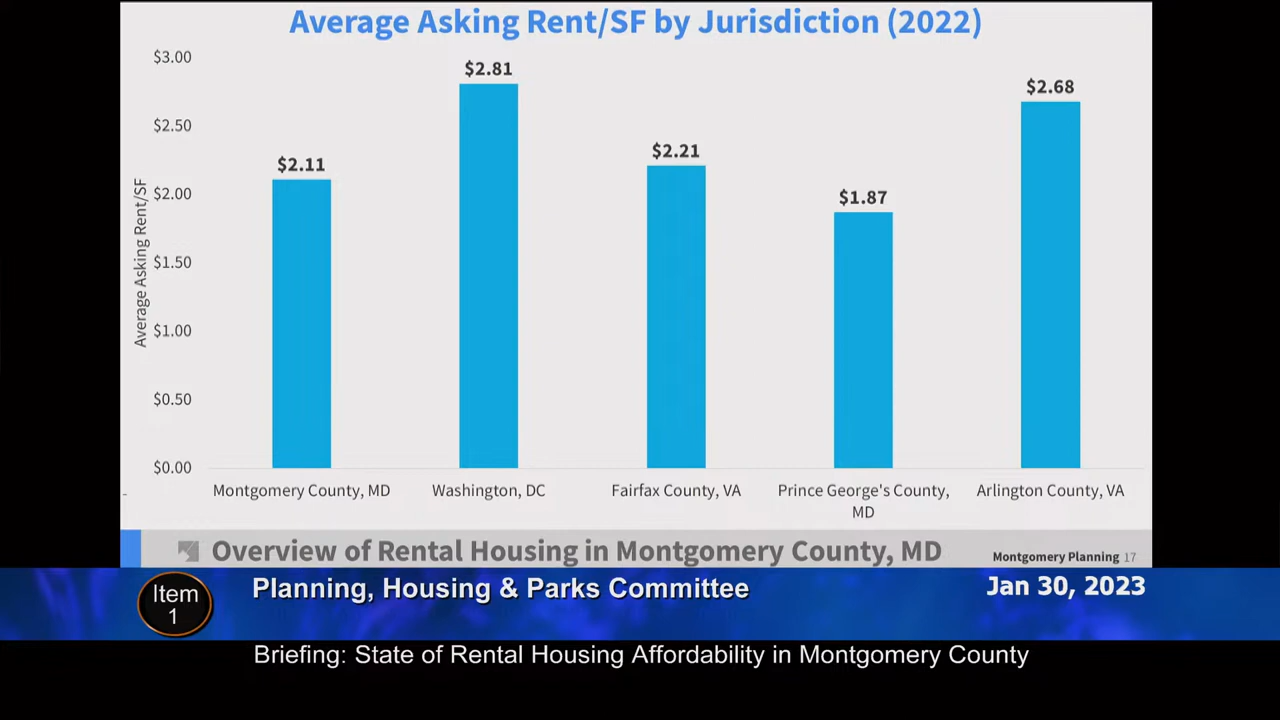 Average Asking Rent/SF by Jurisdiction (2022)
Average Asking Rent/SF
$3.00
$2.50
$2.00
$1.50
$1.00
$0.50
$0.00
$2.11
$2.81
$2.21
$1.87
$2.68
Montgomery County, MD
Washington, DC
Fairfax County, VA
Prince George's County,
MD
Arlington County, VA
Overview of Rental Housing in Montgomery County, MD
Montgomery Planning 17
Item
1
Planning, Housing & Parks Committee
Jan 30, 2023
Briefing: State of Rental Housing Affordability in Montgomery County